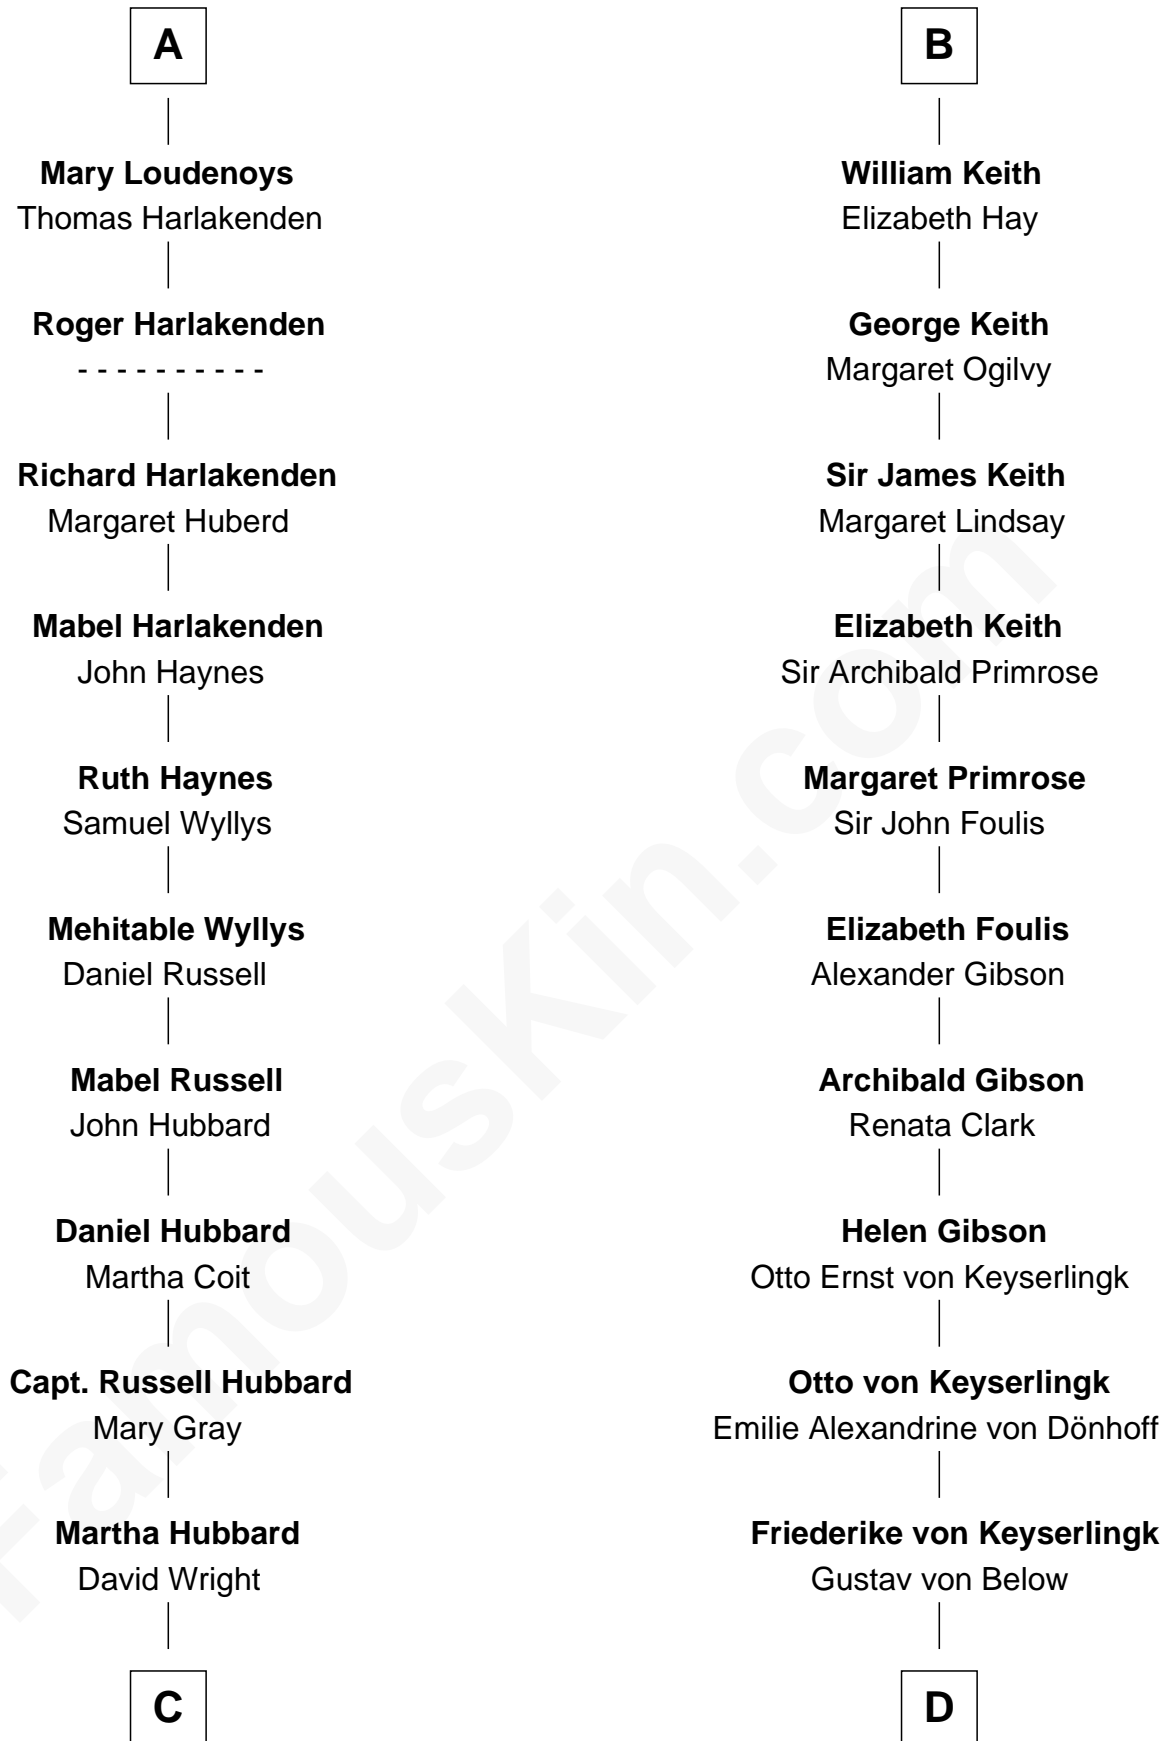 A
Mary Loudenoys
Thomas Harlakenden
Roger Harlakenden
- - - - - - - - - -
Richard Harlakenden
Margaret Huberd
Mabel Harlakenden
John Haynes
Ruth Haynes
Samuel Wyllys
Mehitable Wyllys
Daniel Russell
Mabel Russell
John Hubbard
Daniel Hubbard
Martha Coit
Capt. Russell Hubbard
Mary Gray
Martha Hubbard
David Wright
C
B
William Keith
Elizabeth Hay
George Keith
Margaret Ogilvy
Sir James Keith
Margaret Lindsay
Elizabeth Keith
Sir Archibald Primrose
Margaret Primrose
Sir John Foulis
Elizabeth Foulis
Alexander Gibson
Archibald Gibson
Renata Clark
Helen Gibson
Otto Ernst von Keyserlingk
Otto von Keyserlingk
Emilie Alexandrine von Dönhoff
Friederike von Keyserlingk
Gustav von Below
D
FamousKin.com